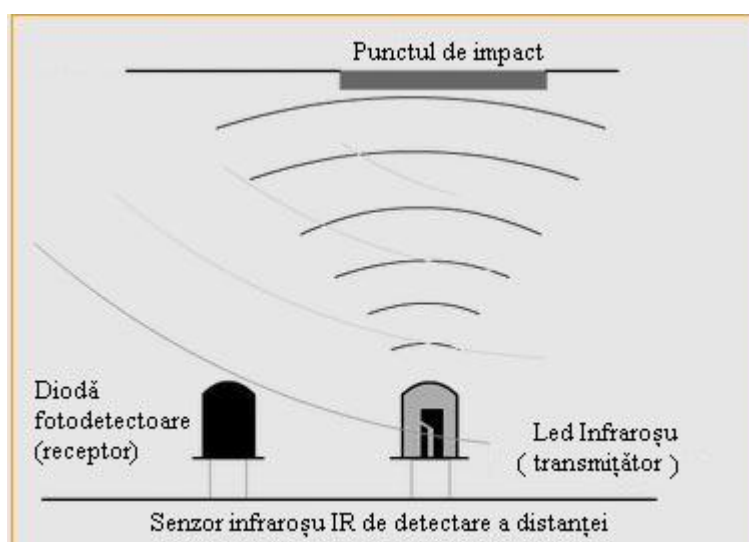 Punctul de impact
Diodă
fotodetectoare
(receptor)
Led Infraroșu
( transmițător )
Senzor infraroșu IR de detectare a distanței